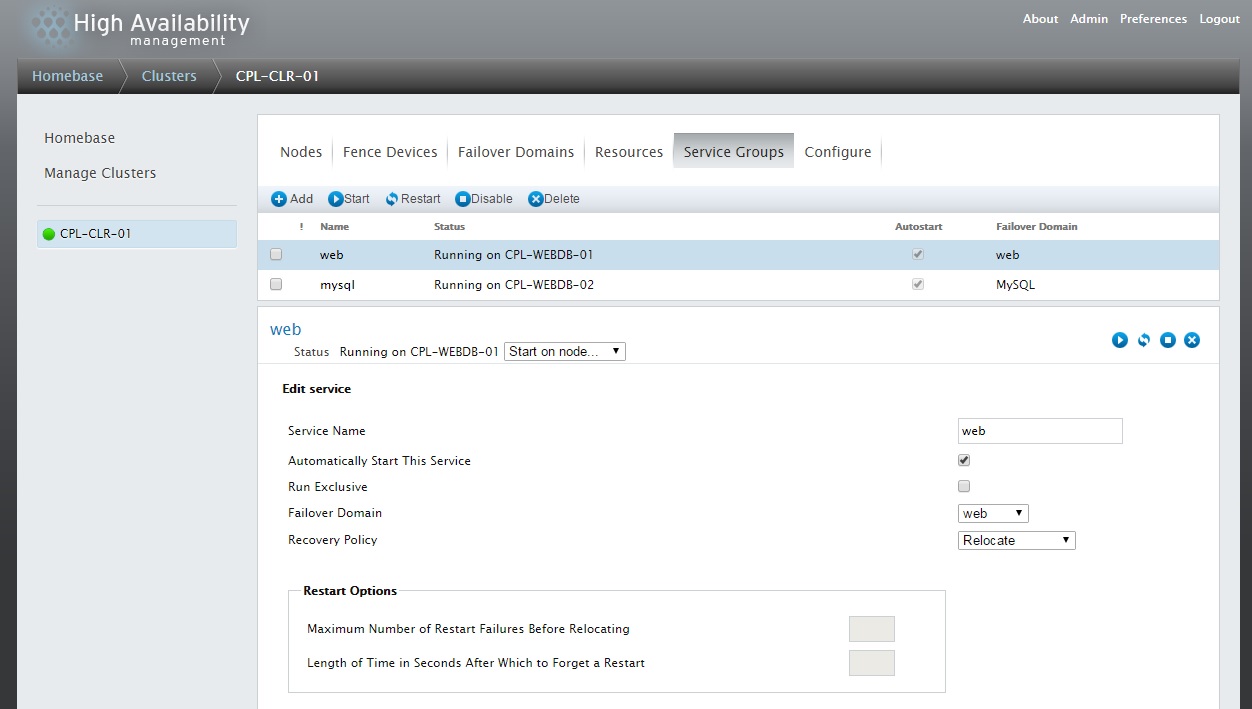 High Availability
management
About Admin Preferences Logout
Homebase Clusters CPL-CLR-01
Homebase
Manage Clusters
CPL-CLR-01
Nodes Fence Devices Failover Domains Resources Service Groups Configure
Add Start Restart Disable Delete
! Name Status Autostart Failover Domain
web Running on CPL-WEBDB-01 web
mysql Running on CPL-WEBDB-02 MySQL
web
Status Running on CPL-WEBDB-01 Start on node...
Edit service
Service Name web
Automatically Start This Service
Run Exclusive
Failover Domain web
Recovery Policy Relocate
Restart Options
Maximum Number of Restart Failures Before Relocating
Length of Time in Seconds After Which to Forget a Restart